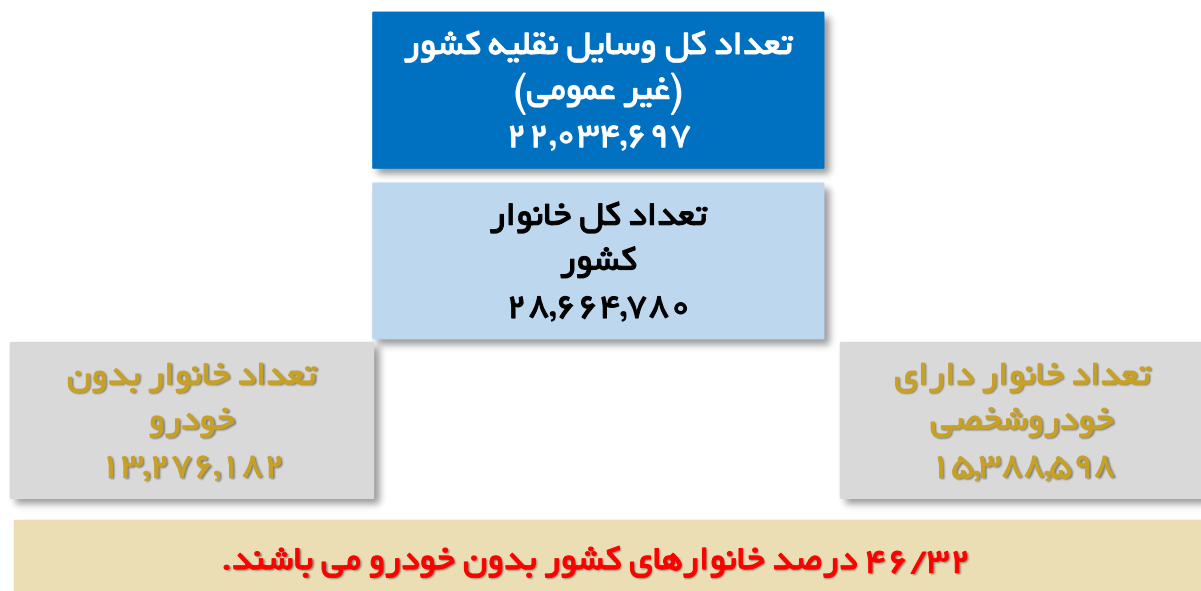 تعداد کل وسایل نقلیه کشور
(غیر عمومی)
۲۲,۰۳۴,۶۹۷
تعداد کل خانوار
کشور
۲۸,۶۶۴,۷۸۰
تعداد خانوار دارای
خودروشخصی
۱۵,۳۸۸,۵۹۸
تعداد خانوار بدون
خودرو
۱۳,۲۷۶,۱۸۲
۴۶/۳۲ درصد خانوارهای کشور بدون خودرو می باشند.